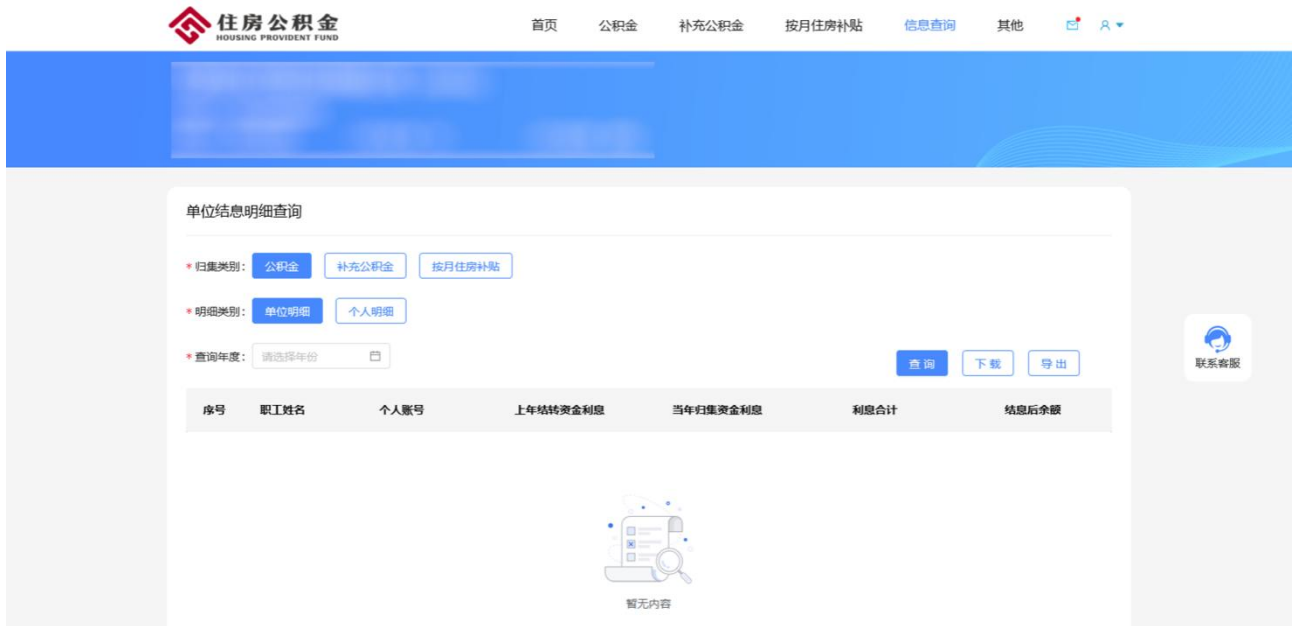 住房公积金
HOUSING PROVIDENT FUND
首页 公积金 补充公积金 按月住房补贴 信息查询 其他
单位结息明细查询
* 归集类别: 公积金 补充公积金 按月住房补贴
* 明细类别: 单位明细 个人明细
* 查询年度: 请选择年份
查询 下载 导出
联系客服
序号 职工姓名 个人账号 上年结转资金利息 当年归集资金利息 利息合计 结息后余额
暂无内容